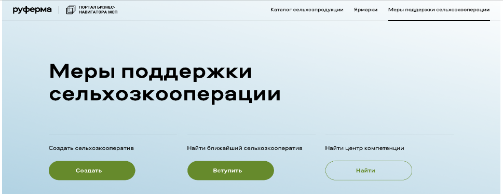 руферма
ПОРТАЛ БИЗНЕС-
НАВИГАТОРА МСП
Каталог сельхозпродукции Ярмарки Меры поддержки сельхозкооперации
Меры поддержки
сельхозкооперации
Создать сельхозкооператив Найти ближайший сельхозкооператив Найти центр компетенции
Создать Вступить Найти